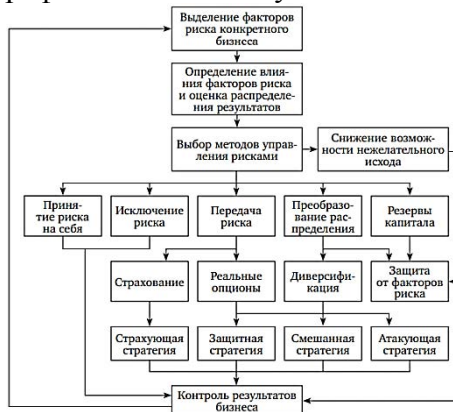 Выделение факторов
риска конкретного
бизнеса
Определение влия-
ния факторов риска
и оценка распределе-
ния результатов
Выбор методов управ-
ления рисками
Снижение возмож-
ности нежелательного
исхода
Приня-
тие риска
на себя
Исключение
риска
Передача
риска
Преобразо-
вание рас-
пределения
Резервы
капитала
Страхование
Реальные
опционы
Диверсифи-
кация
Защита
от факторов
риска
Страхующая
стратегия
Защитная
стратегия
Смешанная
стратегия
Атакующая
стратегия
Контроль результатов
бизнеса